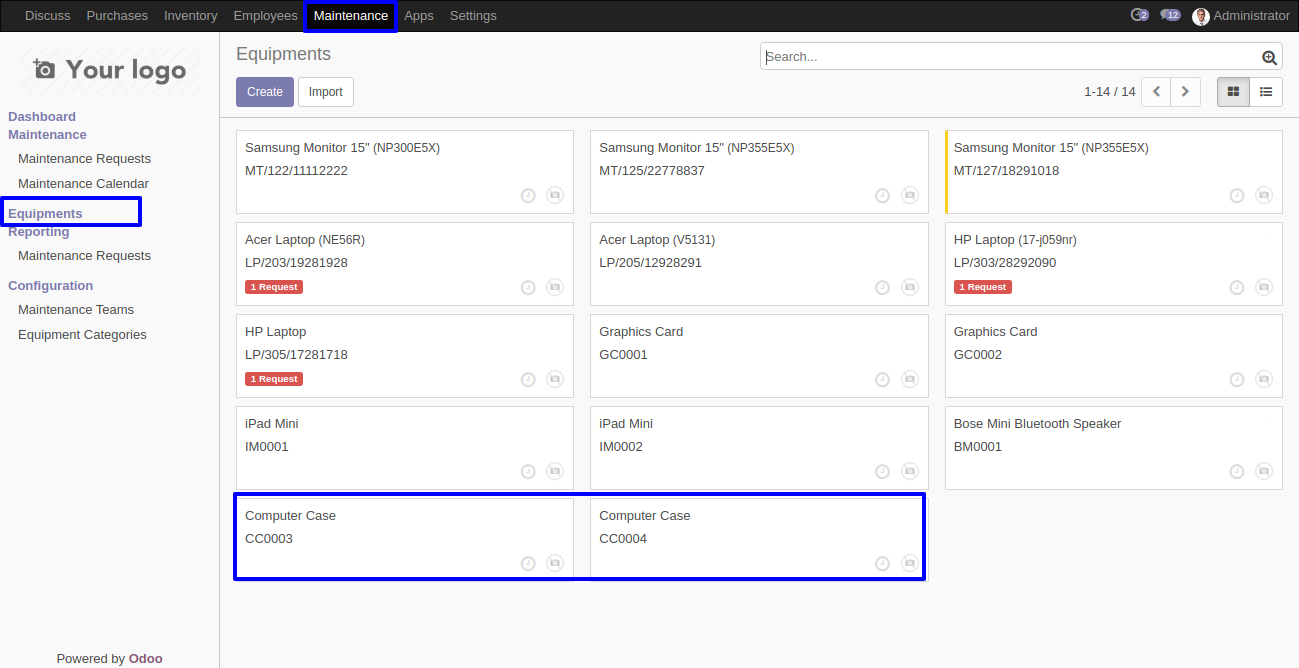 Discuss Purchases Inventory Employees Maintenance Apps Settings 2 12 Administrator
Your logo
Dashboard
Maintenance
Maintenance Requests
Maintenance Calendar
Equipments
Reporting
Maintenance Requests
Configuration
Maintenance Teams
Equipment Categories
Powered by Odoo
Equipments
Search...
Create Import
1-14 / 14
Samsung Monitor 15" (NP300E5X)
MT/122/11112222
Samsung Monitor 15" (NP355E5X)
MT/125/22778837
Samsung Monitor 15" (NP355E5X)
MT/127/18291018
Acer Laptop (NE56R)
LP/203/19281928
1 Request
Acer Laptop (V5131)
LP/205/12928291
HP Laptop (17-j059nr)
LP/303/28292090
1 Request
HP Laptop
LP/305/17281718
1 Request
Graphics Card
GC0001
Graphics Card
GC0002
iPad Mini
IM0001
iPad Mini
IM0002
Bose Mini Bluetooth Speaker
BM0001
Computer Case
CC0003
Computer Case
CC0004